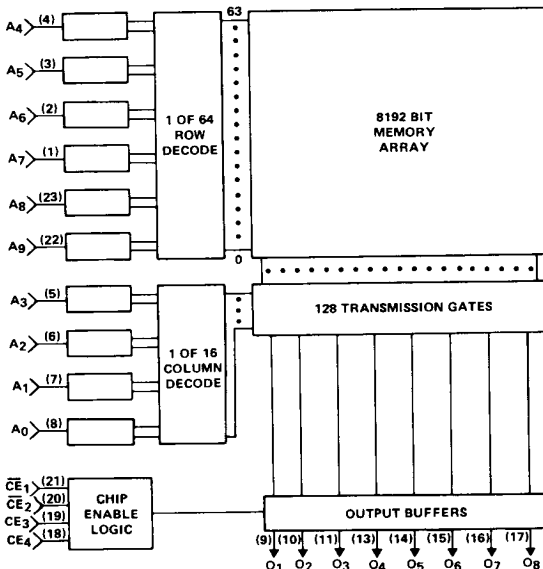 63
A4 (4)
A5 (3)
A6 (2)
A7 (1)
A8 (23)
A9 (22)
1 OF 64
ROW
DECODE
8192 BIT
MEMORY
ARRAY
0
A3 (5)
A2 (6)
A1 (7)
A0 (8)
1 OF 16
COLUMN
DECODE
128 TRANSMISSION GATES
C̅E̅1 (21)
C̅E̅2 (20)
CE3 (19)
CE4 (18)
CHIP
ENABLE
LOGIC
OUTPUT BUFFERS
(9) (10) (11) (13) (14) (15) (16) (17)
O1 O2 O3 O4 O5 O6 O7 O8